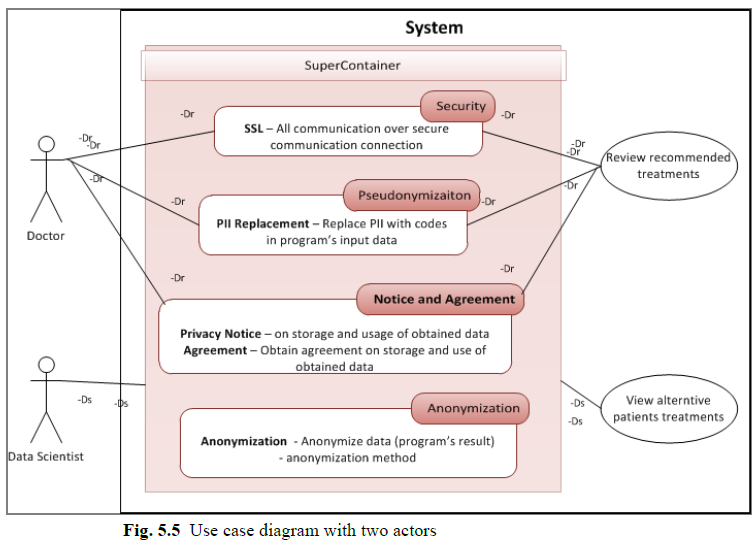 System
SuperContainer
Security
-Dr
-Dr
-Dr
-Dr
SSL – All communication over secure
communication connection
-Dr
-Dr
Review recommended
treatments
-Dr
-Dr
Pseudonymizaiton
-Dr
-Dr
PII Replacement – Replace PII with codes
in program's input data
Doctor
-Dr
-Dr
Notice and Agreement
Privacy Notice – on storage and usage of obtained data
Agreement – Obtain agreement on storage and use of
obtained data
-Ds
-Ds
Anonymization
-Ds
-Ds
View alterntive
patients treatments
Anonymization - Anonymize data (program's result)
- anonymization method
Data Scientist
Fig. 5.5 Use case diagram with two actors